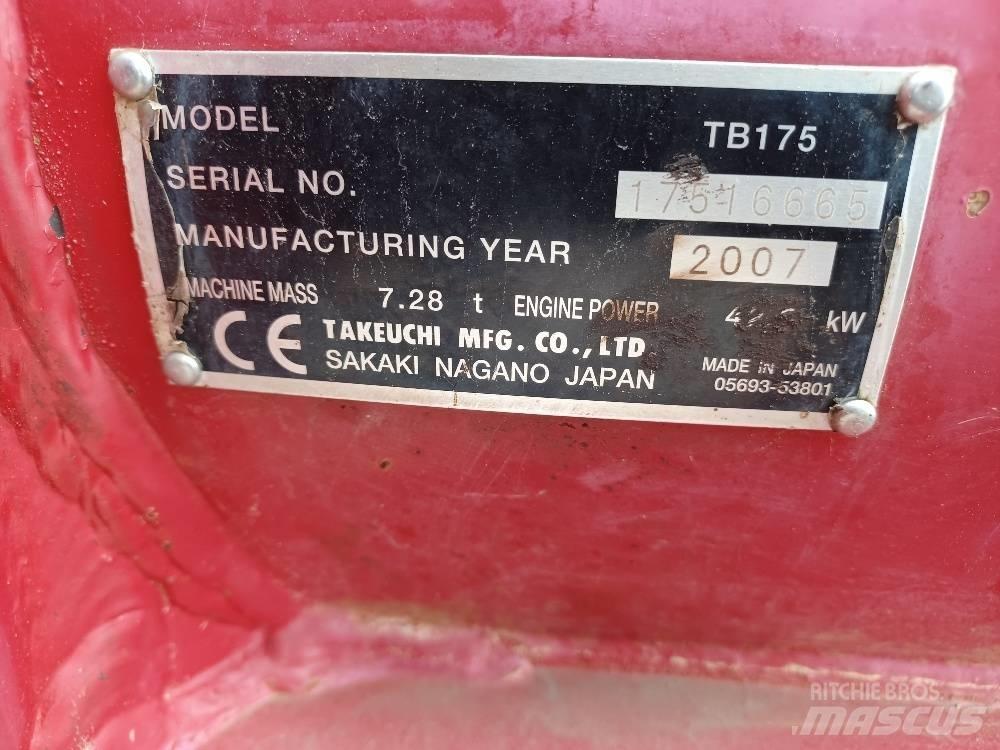 MODEL TB175
SERIAL NO. 17516665
MANUFACTURING YEAR 2007
MACHINE MASS 7.28 t ENGINE POWER kW
CE TAKEUCHI MFG. CO., LTD
SAKAKI NAGANO JAPAN
MADE IN JAPAN
05693-53801
RITCHIE BROS.
MASCUS